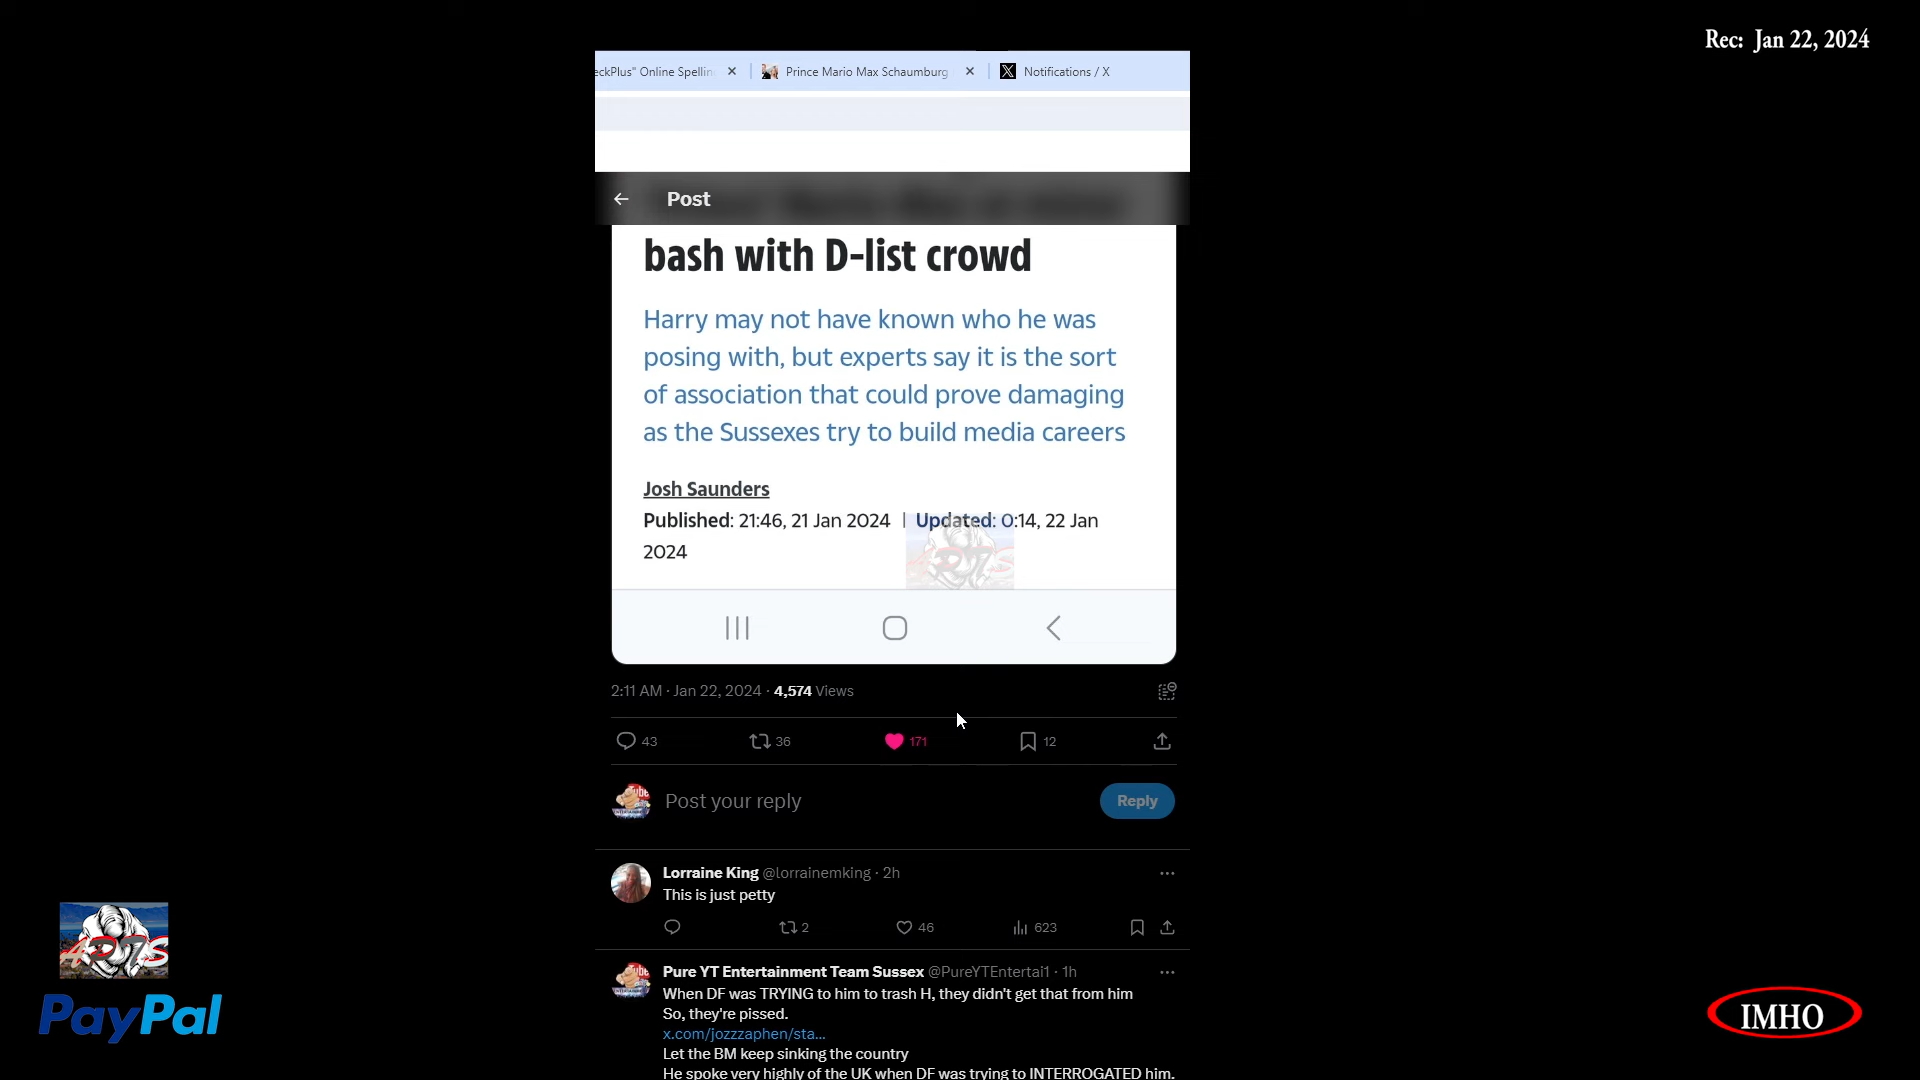 Rec: Jan 22, 2024
eckPlus" Online Spellin
Prince Mario Max Schaumburg
Notifications / X
Post
bash with D-list crowd
Harry may not have known who he was
posing with, but experts say it is the sort
of association that could prove damaging
as the Sussexes try to build media careers
Josh Saunders
Published: 21:46, 21 Jan 2024 | Updated: 0:14, 22 Jan
2024
2:11 AM · Jan 22, 2024 · 4,574 Views
43 36 171 12
Post your reply
Reply
Lorraine King @lorrainemking · 2h
This is just petty
2 46 623
Pure YT Entertainment Team Sussex @PureYTEntertai1 · 1h
When DF was TRYING to him to trash H, they didn't get that from him
So, they're pissed.
x.com/jozzzaphen/sta...
Let the BM keep sinking the country
He spoke very highly of the UK when DF was trying to INTERROGATED him.
PayPal
IMHO